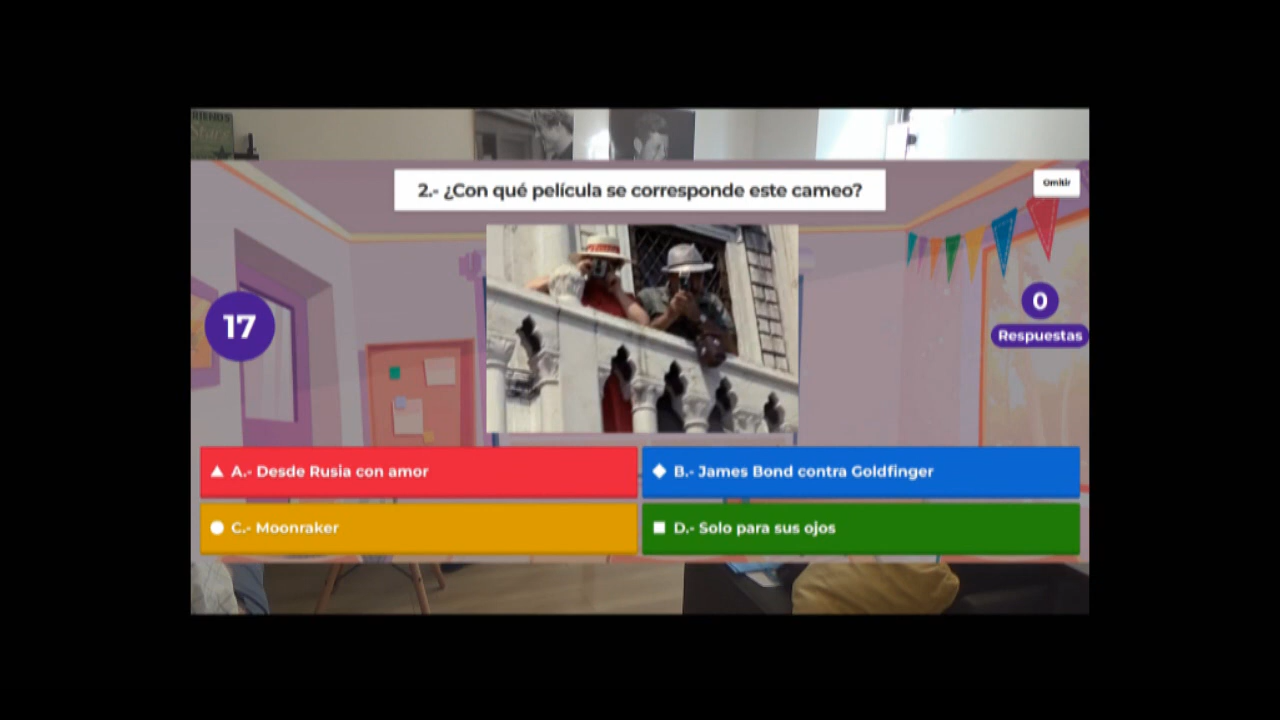 2.- ¿Con qué película se corresponde este cameo?
Omitir
17
0
Respuestas
A.- Desde Rusia con amor
B.- James Bond contra Goldfinger
C.- Moonraker
D.- Solo para sus ojos